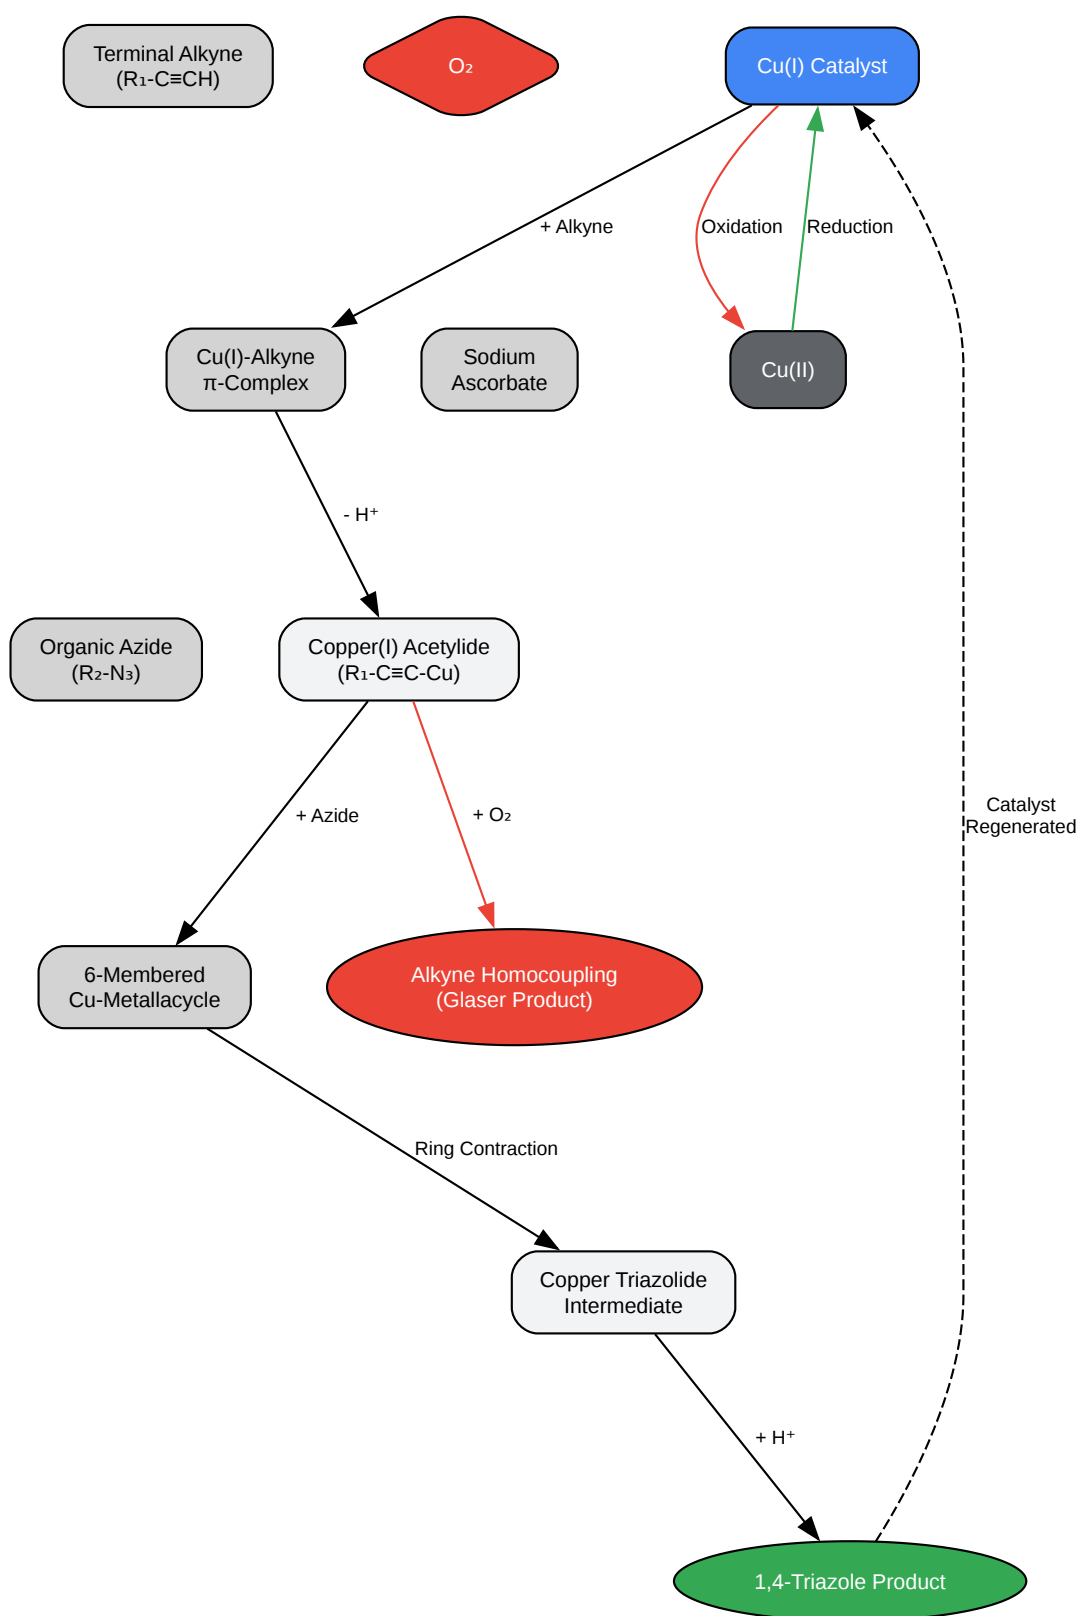 Terminal Alkyne
(R₁-C≡CH)
O₂
Cu(I) Catalyst
+ Alkyne
Oxidation
Reduction
Cu(I)-Alkyne
π-Complex
Sodium
Ascorbate
Cu(II)
- H⁺
Organic Azide
(R₂-N₃)
Copper(I) Acetylide
(R₁-C≡C-Cu)
+ Azide
+ O₂
Catalyst
Regenerated
6-Membered
Cu-Metallacycle
Alkyne Homocoupling
(Glaser Product)
Ring Contraction
Copper Triazolide
Intermediate
+ H⁺
1,4-Triazole Product